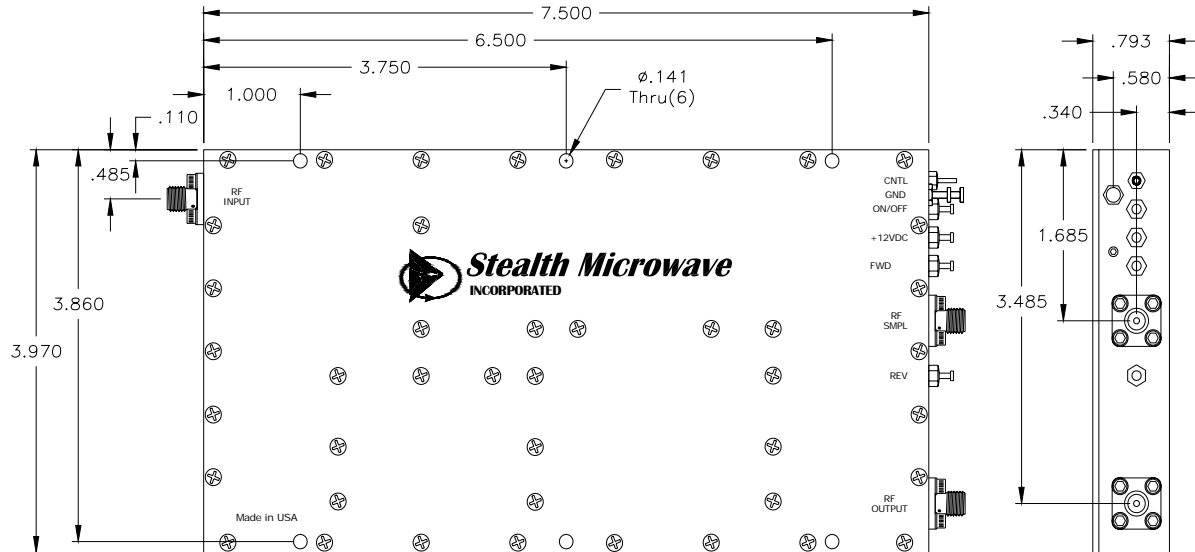 7.500
6.500
3.750
1.000
.110
.485
ø.141
Thru(6)
.793
.580
.340
RF
INPUT
CNTL
GND
ON/OFF
+12VDC
FWD
Stealth Microwave
INCORPORATED
1.685
3.860
3.485
RF
SMPL
3.970
REV
RF
OUTPUT
Made in USA